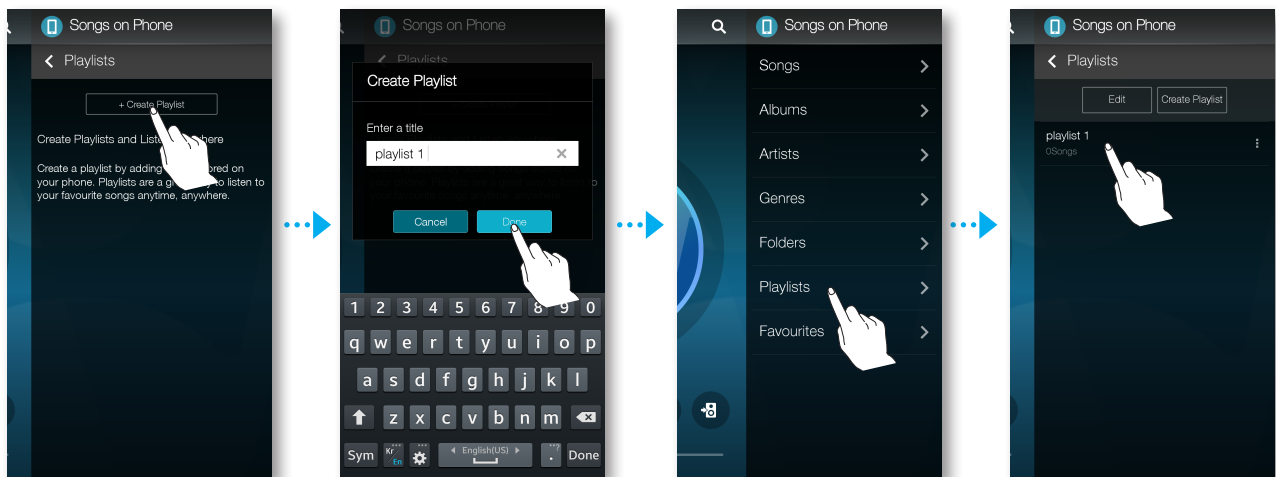 Songs on Phone
Playlists
+ Create Playlist
Create Playlists and Listen
here
Create a playlist by adding
ored on
your phone. Playlists are a
to listen to
your favourite songs anytime, anywhere.
Songs on Phone
Playlists
Create Playlist
Enter a title
playlist 1
Cancel
Done
1 2 3 4 5 6 7 8 9 0
q w e r t y u i o p
a s d f g h j k l
z x c v b n m
Sym Kr/En English(US) .,? Done
Songs on Phone
Songs
Albums
Artists
Genres
Folders
Playlists
Favourites
Songs on Phone
Playlists
Edit Create Playlist
playlist 1
0Songs